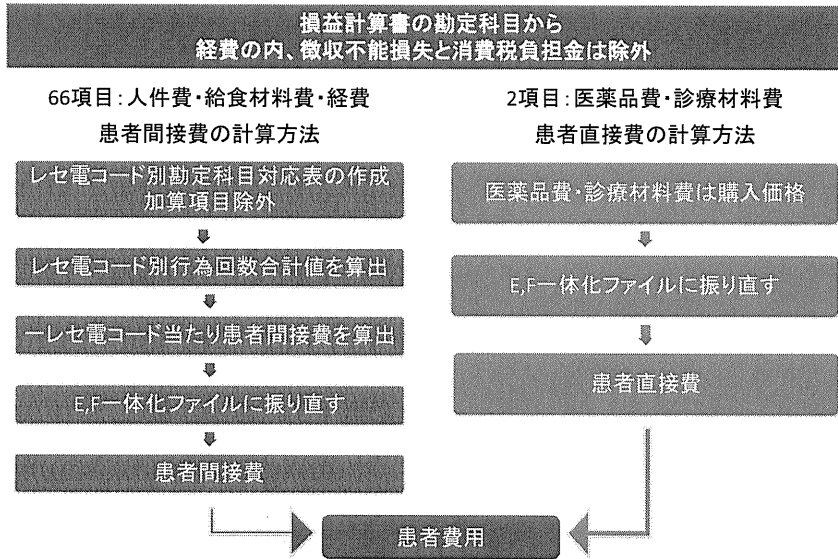 損益計算書の勘定科目から
経費の内、徴収不能損失と消費税負担金は除外
66項目:人件費・給食材料費・経費
患者間接費の計算方法
レセ電コード別勘定科目対応表の作成
加算項目除外
レセ電コード別行為回数合計値を算出
一レセ電コード当たり患者間接費を算出
E,F一体化ファイルに振り直す
患者間接費
2項目:医薬品費・診療材料費
患者直接費の計算方法
医薬品費・診療材料費は購入価格
E,F一体化ファイルに振り直す
患者直接費
患者費用